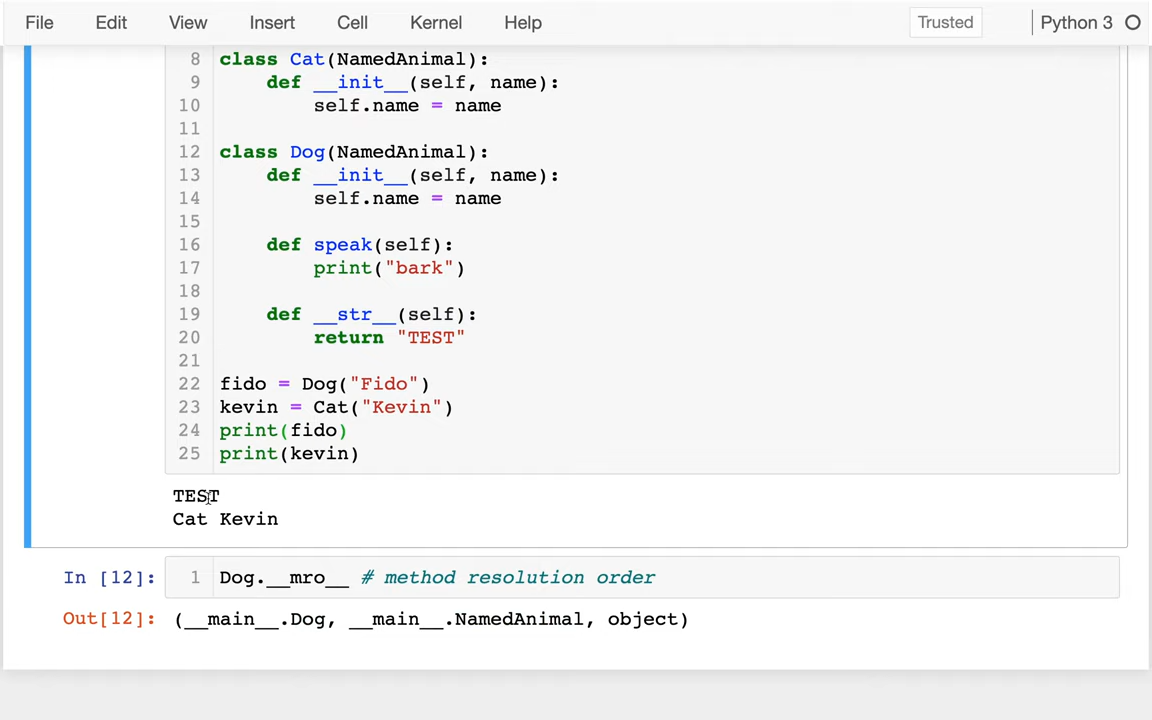 File Edit View Insert Cell Kernel Help Trusted Python 3
8 class Cat(NamedAnimal):
9     def __init__(self, name):
10         self.name = name
11
12 class Dog(NamedAnimal):
13     def __init__(self, name):
14         self.name = name
15
16     def speak(self):
17         print("bark")
18
19     def __str__(self):
20         return "TEST"
21
22 fido = Dog("Fido")
23 kevin = Cat("Kevin")
24 print(fido)
25 print(kevin)
TEST
Cat Kevin
In [12]: 1 Dog.__mro__ # method resolution order
Out[12]: (__main__.Dog, __main__.NamedAnimal, object)